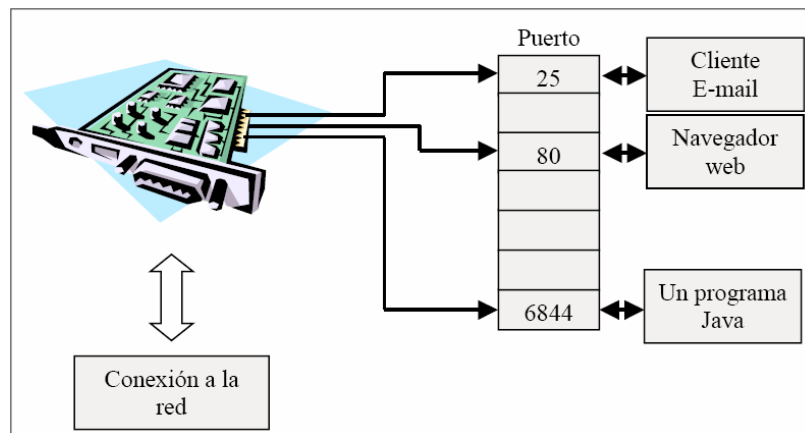 Puerto
25
Cliente
E-mail
80
Navegador
web
6844
Un programa
Java
Conexión a la
red